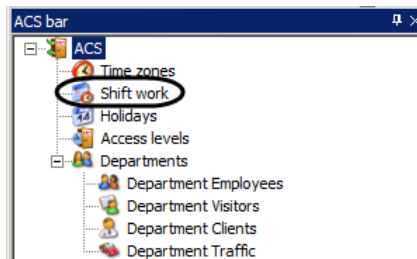 ACS bar
ACS
Time zones
Shift work
Holidays
Access levels
Departments
Department Employees
Department Visitors
Department Clients
Department Traffic